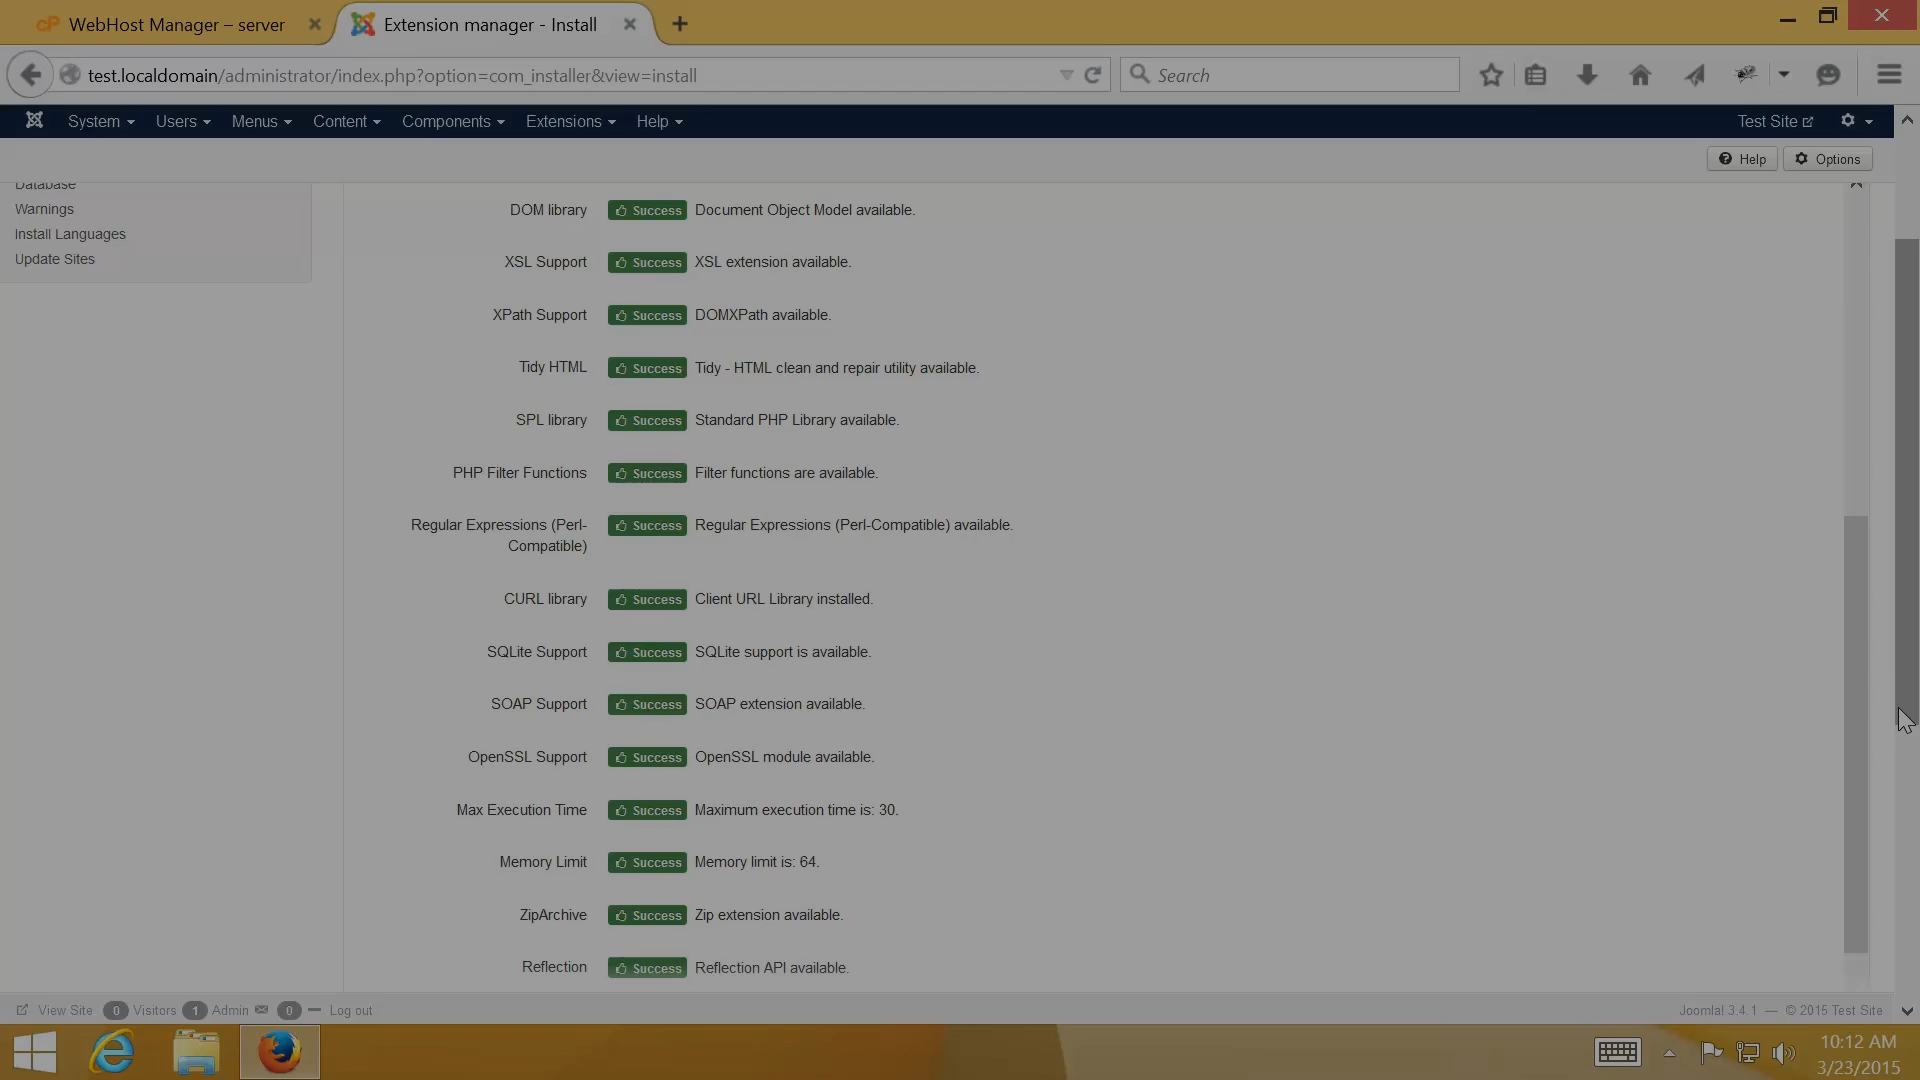 WebHost Manager – server
Extension manager - Install
test.localdomain/administrator/index.php?option=com_installer&view=install
Search
System
Users
Menus
Content
Components
Extensions
Help
Test Site
Help
Options
Database
Warnings
Install Languages
Update Sites
DOM library Success Document Object Model available.
XSL Support Success XSL extension available.
XPath Support Success DOMXPath available.
Tidy HTML Success Tidy - HTML clean and repair utility available.
SPL library Success Standard PHP Library available.
PHP Filter Functions Success Filter functions are available.
Regular Expressions (Perl- Success Regular Expressions (Perl-Compatible) available.
Compatible)
CURL library Success Client URL Library installed.
SQLite Support Success SQLite support is available.
SOAP Support Success SOAP extension available.
OpenSSL Support Success OpenSSL module available.
Max Execution Time Success Maximum execution time is: 30.
Memory Limit Success Memory limit is: 64.
ZipArchive Success Zip extension available.
Reflection Success Reflection API available.
View Site 0 Visitors 1 Admin 0 Log out
Joomla! 3.4.1 — © 2015 Test Site
10:12 AM
3/23/2015